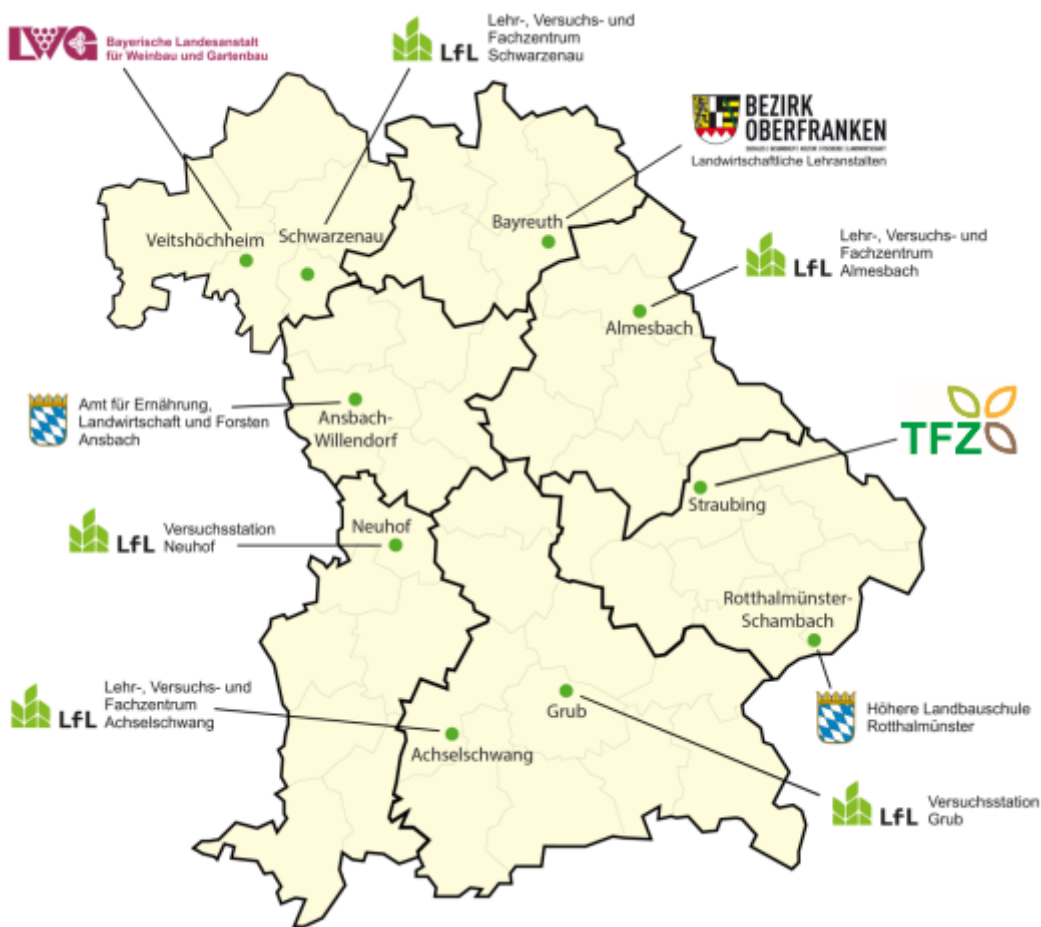 LWG
Bayerische Landesanstalt
für Weinbau und Gartenbau
LfL
Lehr-, Versuchs- und
Fachzentrum
Schwarzenau
BEZIRK
OBERFRANKEN
Landwirtschaftliche Lehranstalten
Veitshöchheim
Schwarzenau
Bayreuth
LfL
Lehr-, Versuchs- und
Fachzentrum
Almesbach
Almesbach
Amt für Ernährung,
Landwirtschaft und Forsten
Ansbach
Ansbach-
Willendorf
TFZ
Straubing
LfL
Versuchsstation
Neuhof
Neuhof
Rotthalmünster-
Schambach
LfL
Lehr-, Versuchs- und
Fachzentrum
Achselschwang
Achselschwang
Grub
Höhere Landbauschule
Rotthalmünster
LfL
Versuchsstation
Grub